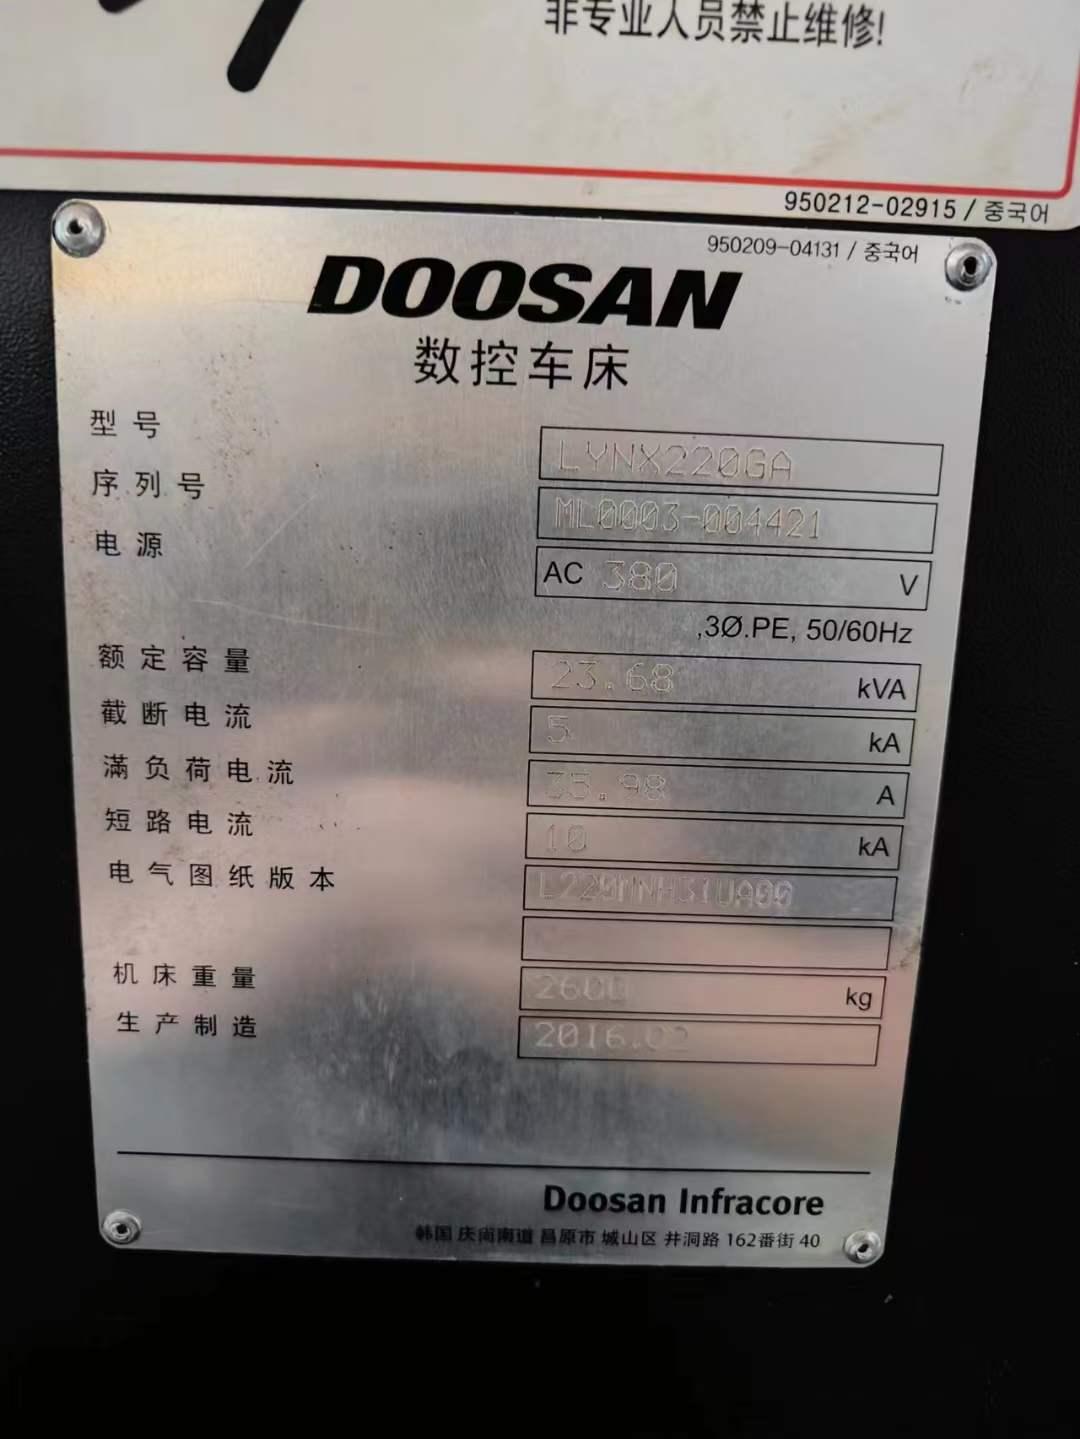 非专业人员禁止维修!
950212-02915 / 중국어
950209-04131 / 중국어
DOOSAN
数控车床
型号 LYNX220GA
序列号 ML0003-004421
电源 AC 380 V
,3Ø.PE, 50/60Hz
额定容量 23.68 kVA
截断电流 5 kA
滿负荷电流 35.98 A
短路电流 10 kA
电气图纸版本 L220MNH31UA00
机床重量 2600 kg
生产制造 2016.02
Doosan Infracore
韩国 庆尙南道 昌原市 城山区 井洞路 162番街 40